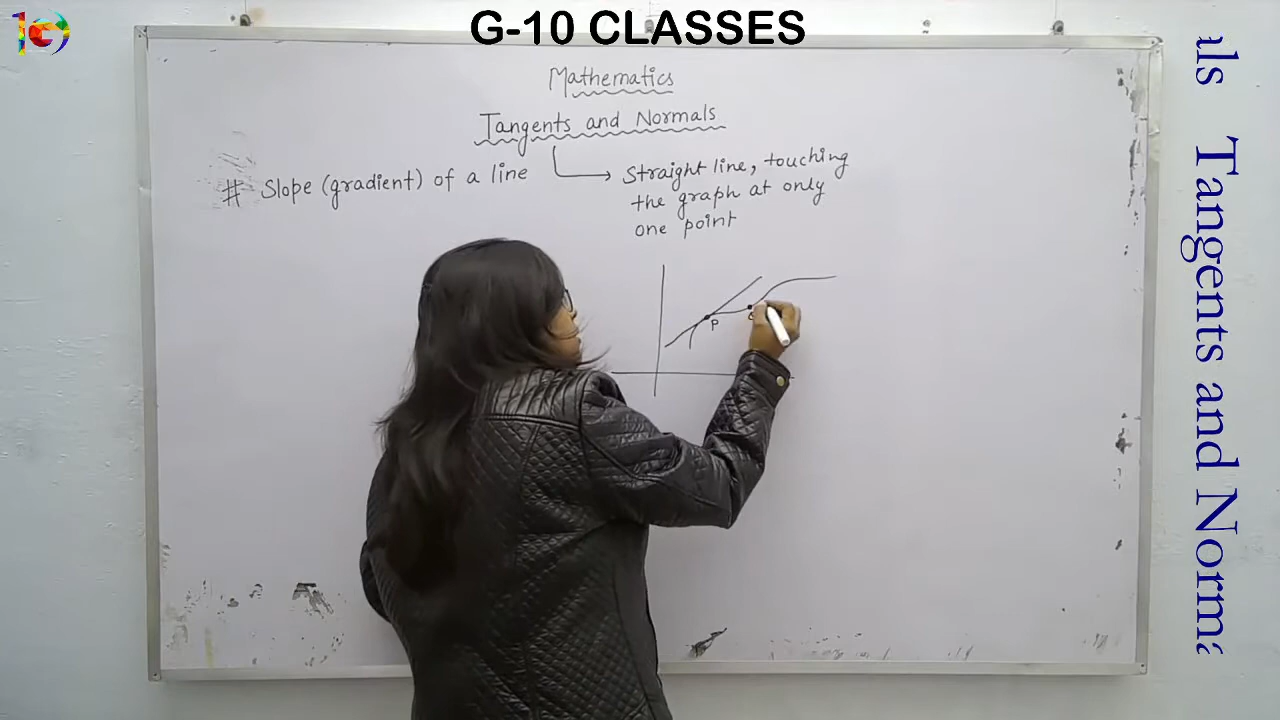 G-10 CLASSES
Mathematics
Tangents and Normals
# Slope (gradient) of a line
Straight line, touching
the graph at only
one point
P
Tangents and Norma
als